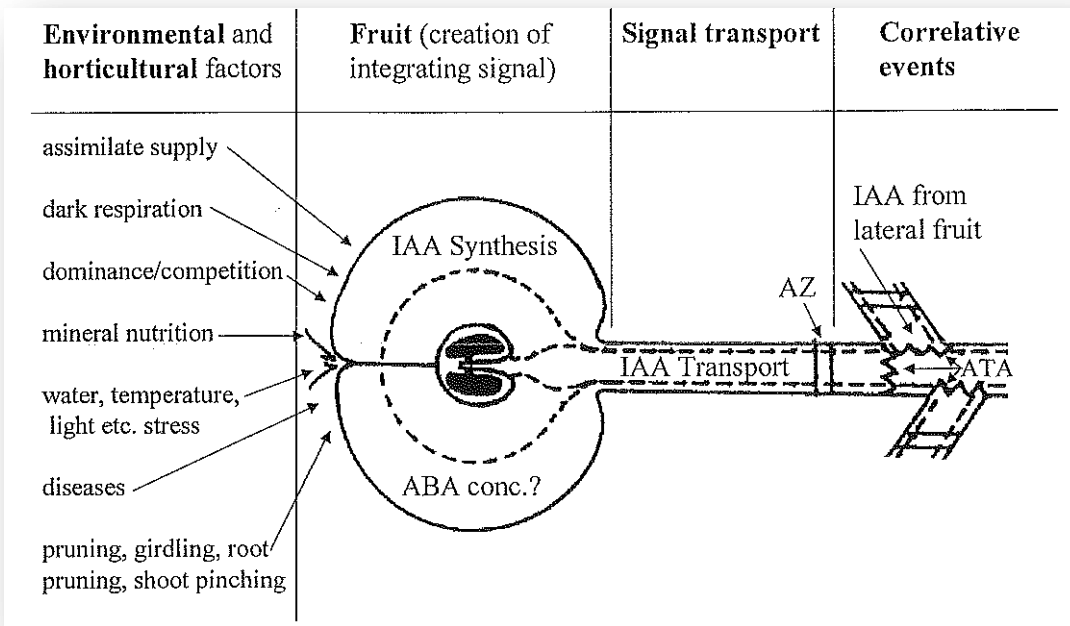 Environmental and
horticultural factors
Fruit (creation of
integrating signal)
Signal transport
Correlative
events
assimilate supply
dark respiration
dominance/competition
mineral nutrition
water, temperature,
light etc. stress
diseases
pruning, girdling, root
pruning, shoot pinching
IAA Synthesis
ABA conc.?
AZ
IAA Transport
IAA from
lateral fruit
ATA